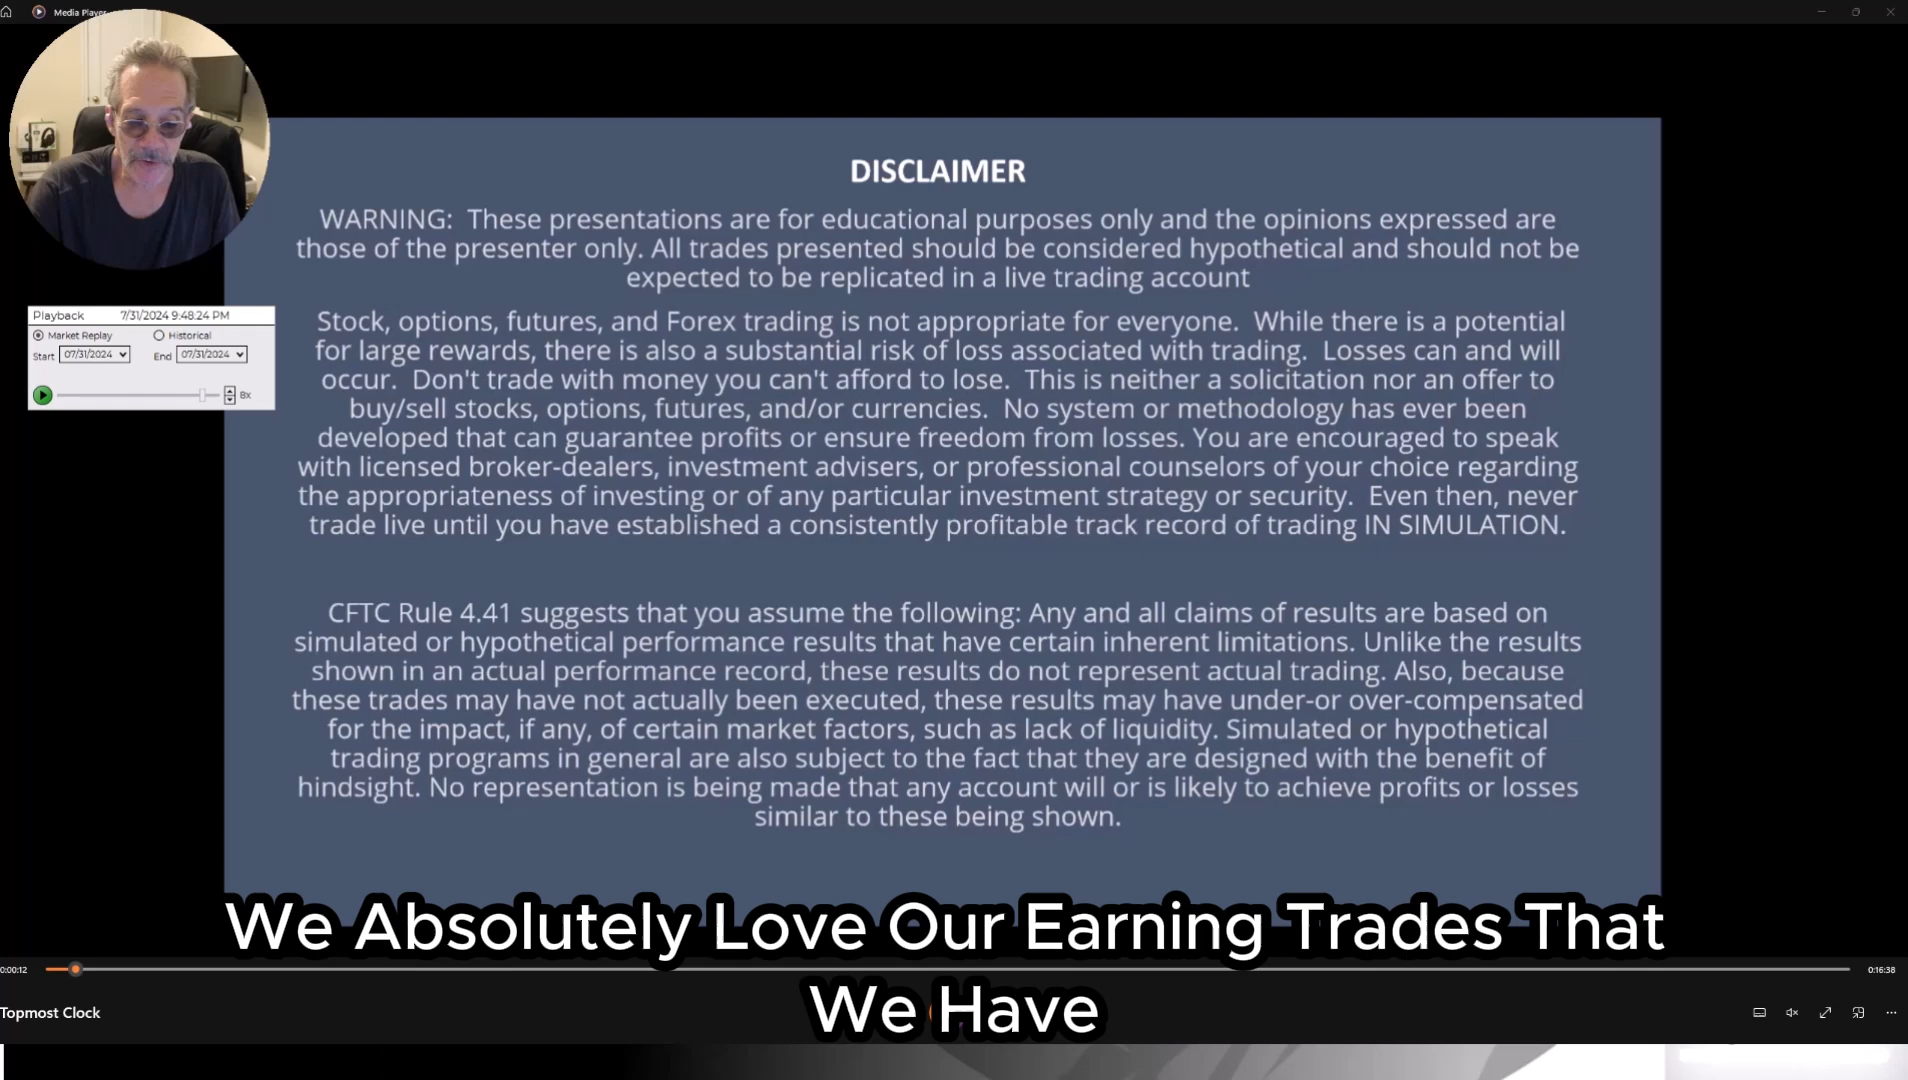 Media Player
DISCLAIMER
WARNING:  These presentations are for educational purposes only and the opinions expressed are
those of the presenter only. All trades presented should be considered hypothetical and should not be
expected to be replicated in a live trading account
Playback 7/31/2024 9:48:24 PM
Market Replay Historical
Start 07/31/2024 End 07/31/2024
8x
Stock, options, futures, and Forex trading is not appropriate for everyone.  While there is a potential
for large rewards, there is also a substantial risk of loss associated with trading.  Losses can and will
occur.  Don't trade with money you can't afford to lose.  This is neither a solicitation nor an offer to
buy/sell stocks, options, futures, and/or currencies.  No system or methodology has ever been
developed that can guarantee profits or ensure freedom from losses. You are encouraged to speak
with licensed broker-dealers, investment advisers, or professional counselors of your choice regarding
the appropriateness of investing or of any particular investment strategy or security.  Even then, never
trade live until you have established a consistently profitable track record of trading IN SIMULATION.
CFTC Rule 4.41 suggests that you assume the following: Any and all claims of results are based on
simulated or hypothetical performance results that have certain inherent limitations. Unlike the results
shown in an actual performance record, these results do not represent actual trading. Also, because
these trades may have not actually been executed, these results may have under-or over-compensated
for the impact, if any, of certain market factors, such as lack of liquidity. Simulated or hypothetical
trading programs in general are also subject to the fact that they are designed with the benefit of
hindsight. No representation is being made that any account will or is likely to achieve profits or losses
similar to these being shown.
We Absolutely Love Our Earning Trades That
We Have
0:00:12 0:16:38
Topmost Clock